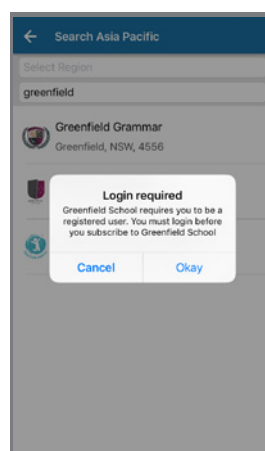 Search Asia Pacific
Select Region
greenfield
Greenfield Grammar
Greenfield, NSW, 4556
Login required
Greenfield School requires you to be a
registered user. You must login before
you subscribe to Greenfield School
Cancel
Okay